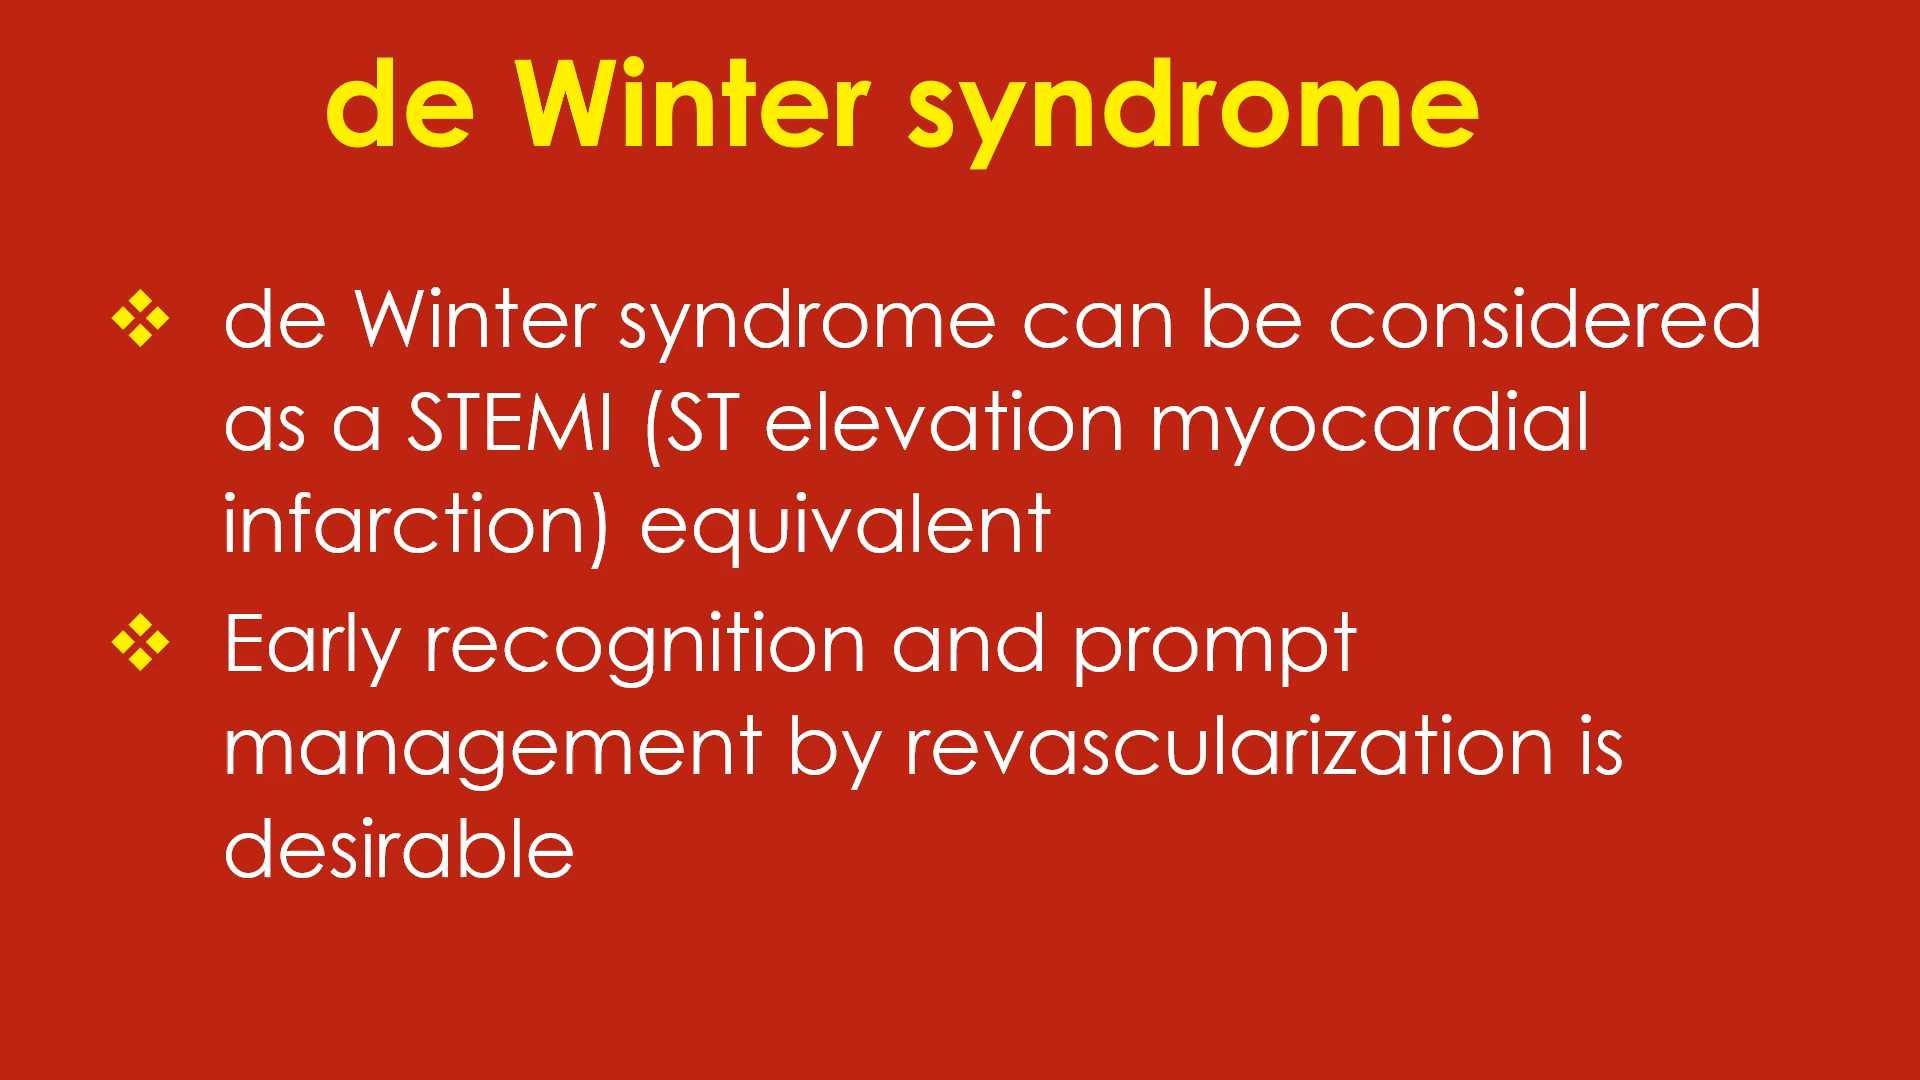 de Winter syndrome
❖ de Winter syndrome can be considered
as a STEMI (ST elevation myocardial
infarction) equivalent
❖ Early recognition and prompt
management by revascularization is
desirable